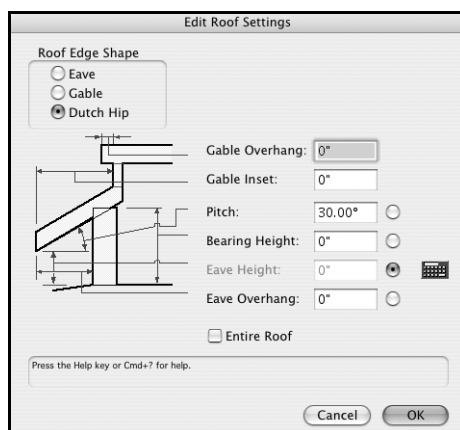 Edit Roof Settings
Roof Edge Shape
Eave
Gable
Dutch Hip
Gable Overhang: 0"
Gable Inset: 0"
Pitch: 30.00°
Bearing Height: 0"
Eave Height: 0"
Eave Overhang: 0"
Entire Roof
Press the Help key or Cmd+? for help.
Cancel OK